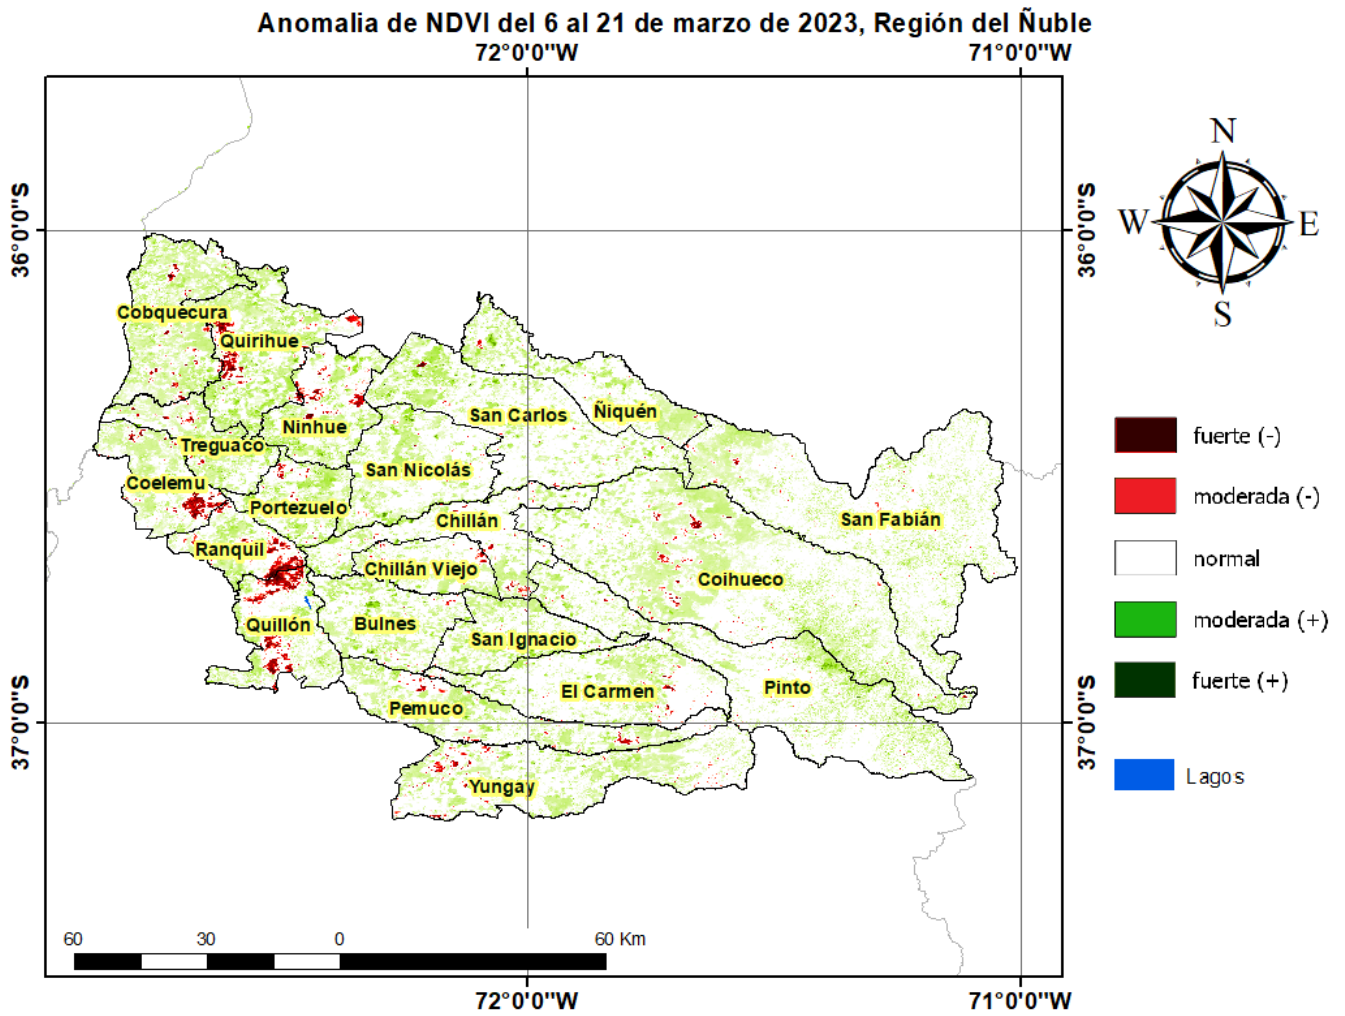 Anomalia de NDVI del 6 al 21 de marzo de 2023, Región del Ñuble
72°0'0"W
71°0'0"W
36°0'0"S
36°0'0"S
N
W
E
S
Cobquecura
Quirihue
San Carlos
Ñiquén
Ninhue
Treguaco
San Nicolás
Coelemu
Portezuelo
Chillán
San Fabián
Ranquil
Chillán Viejo
Coihueco
Quillón
Bulnes
San Ignacio
El Carmen
Pinto
Pemuco
Yungay
fuerte (-)
moderada (-)
normal
moderada (+)
fuerte (+)
Lagos
37°0'0"S
37°0'0"S
60 30 0 60 Km
72°0'0"W
71°0'0"W